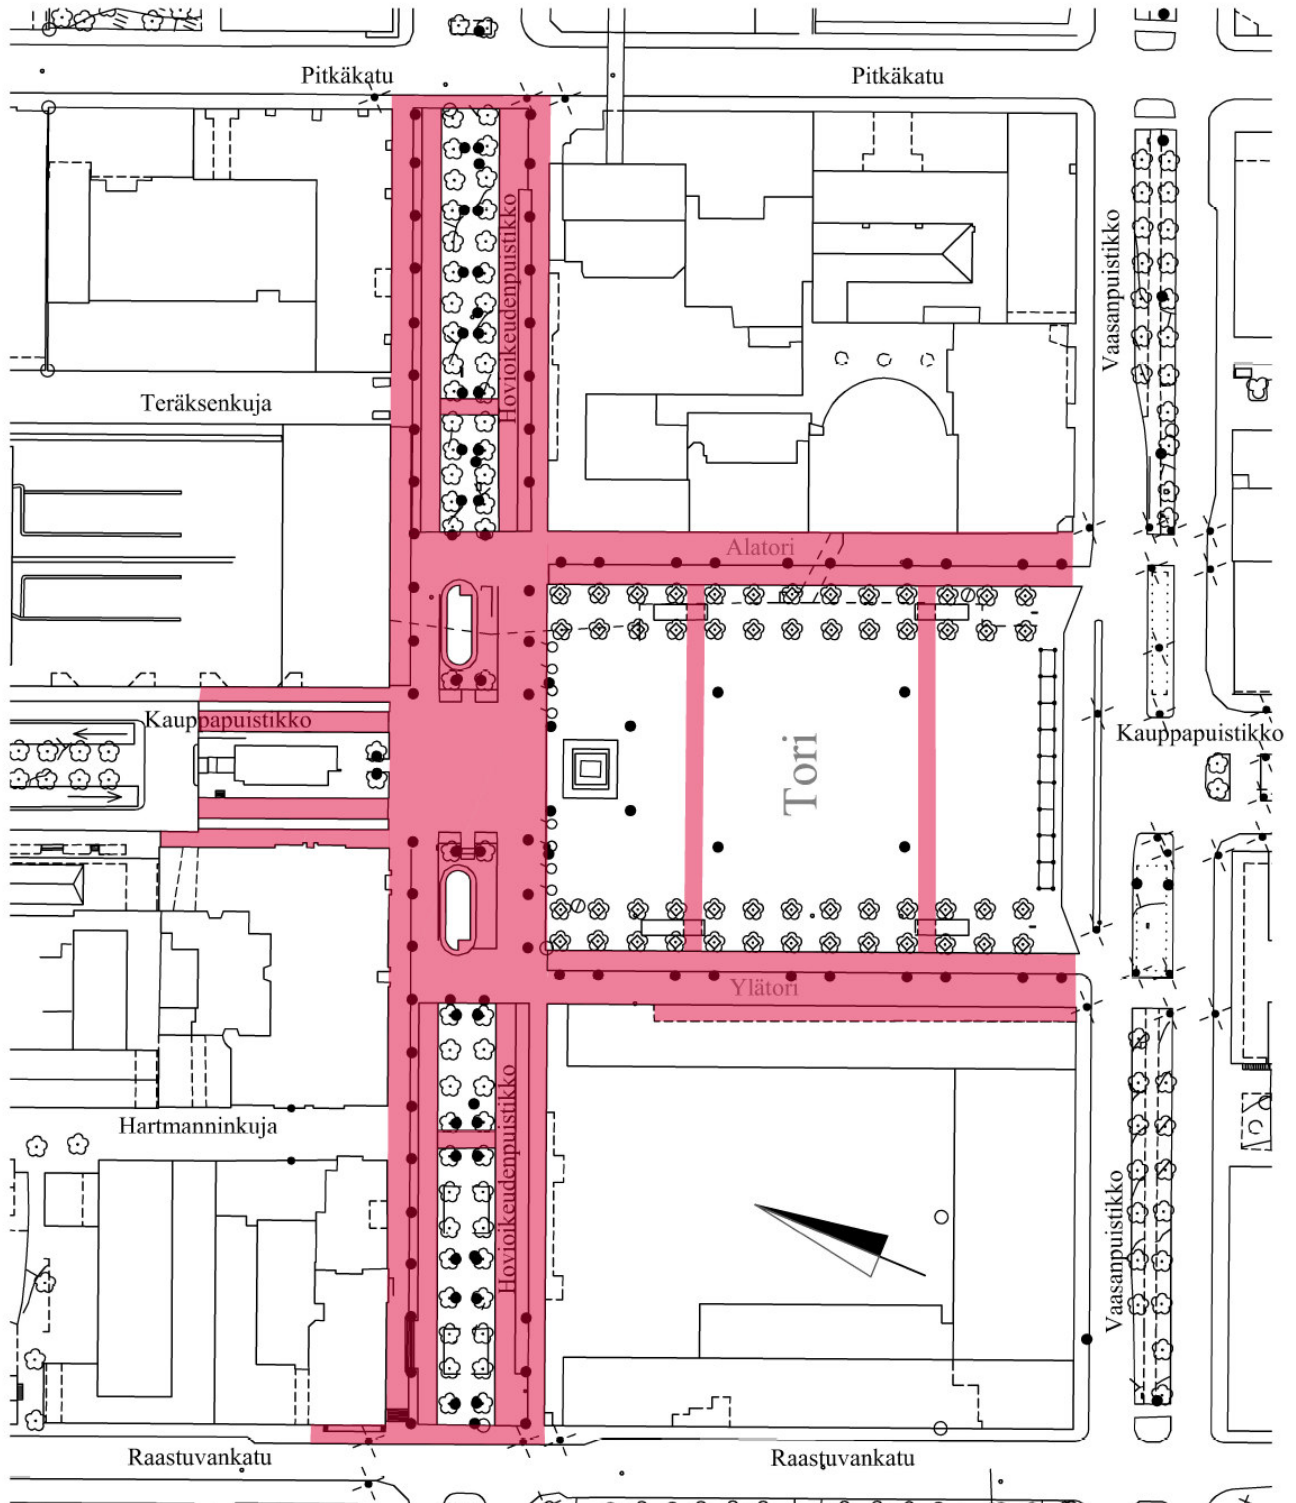 Pitkäkatu
Pitkäkatu
Hovioikeudenpuistikko
Vaasanpuistikko
Teräksenkuja
Alatori
Kauppapuistikko
Kauppapuistikko
Tori
Ylätori
Hartmanninkuja
Hovioikeudenpuistikko
Vaasanpuistikko
Raastuvankatu
Raastuvankatu